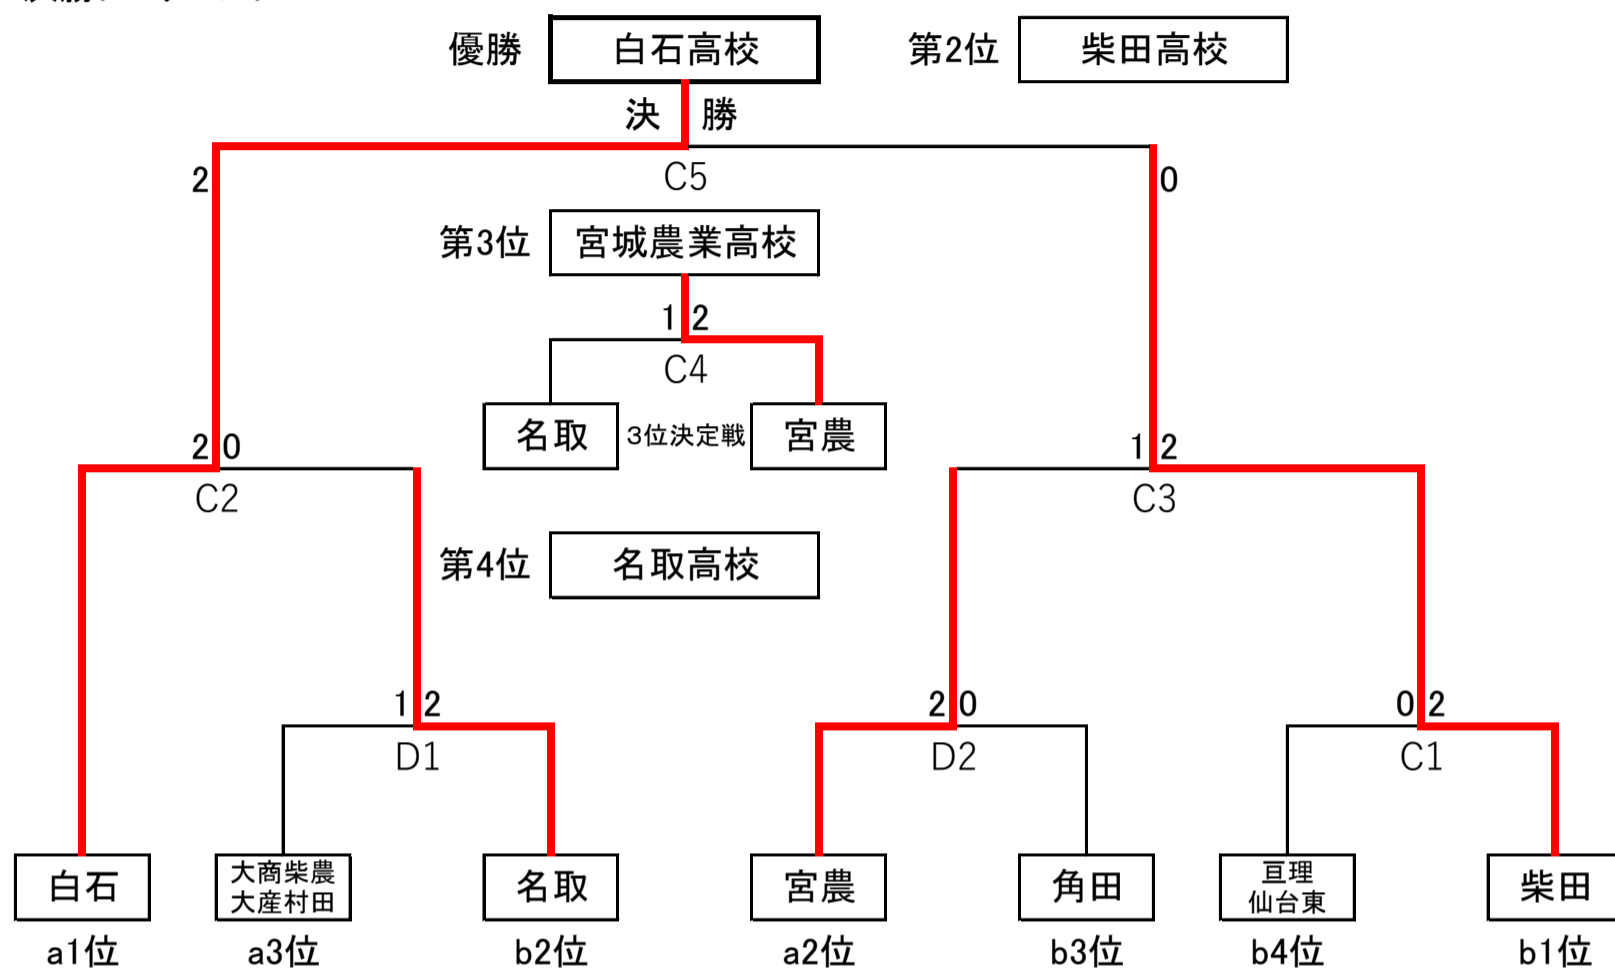 優勝 白石高校 第2位 柴田高校
決 勝
2 C5 0
第3位 宮城農業高校
1 2
C4
名取 3位決定戦 宮農
2 0 1 2
C2 C3
第4位 名取高校
1 2 2 0 0 2
D1 D2 C1
白石 大商柴農 名取 宮農 角田 亘理 柴田
大産村田 仙台東
a1位 a3位 b2位 a2位 b3位 b4位 b1位